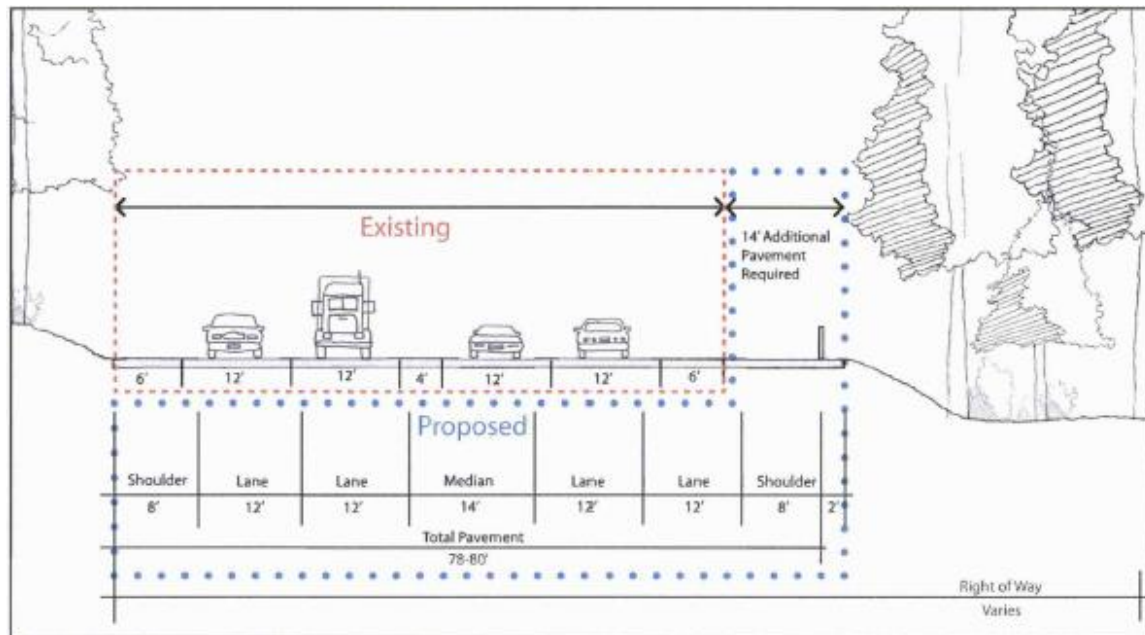 Existing
14' Additional
Pavement
Required
6' 12' 12' 4' 12' 12' 6'
Proposed
Shoulder Lane Lane Median Lane Lane Shoulder
8' 12' 12' 14' 12' 12' 8' 2'
Total Pavement
78-80'
Right of Way
Varies